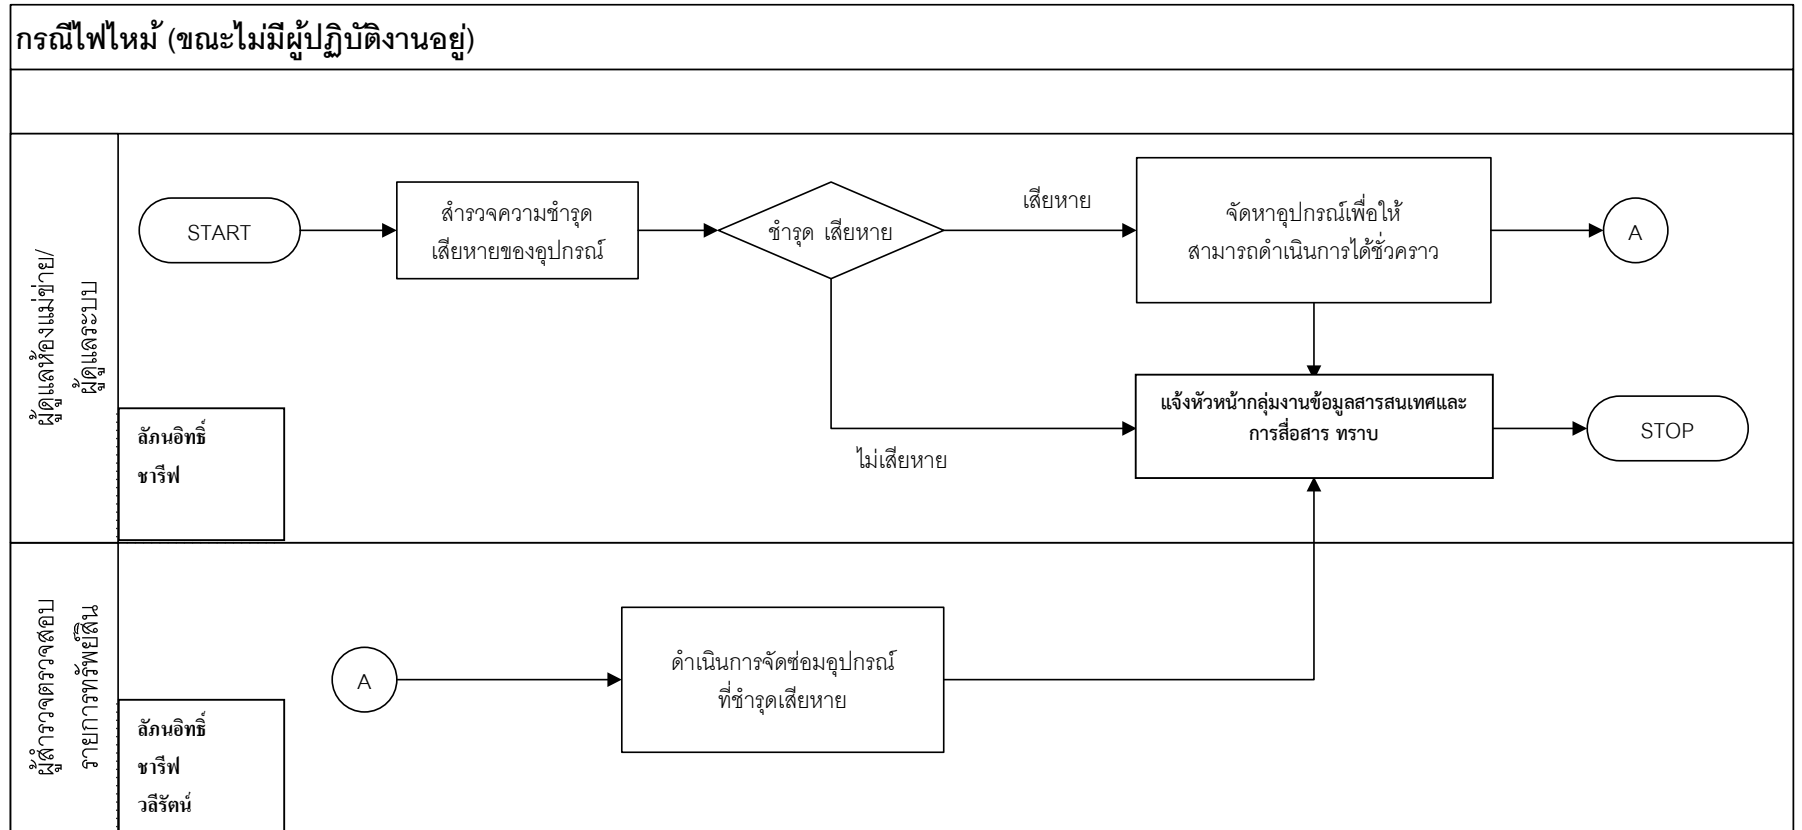 กรณีไฟไหม้ (ขณะไม่มีผู้ปฏิบัติงานอยู่)
ผู้ดูแลห้องแม่ข่าย/
ผู้ดูแลระบบ
START
สำรวจความชำรุด
เสียหายของอุปกรณ์
ชำรุด เสียหาย
เสียหาย
จัดหาอุปกรณ์เพื่อให้
สามารถดำเนินการได้ชั่วคราว
A
ไม่เสียหาย
แจ้งหัวหน้ากลุ่มงานข้อมูลสารสนเทศและ
การสื่อสาร ทราบ
STOP
ลัภนอิทธิ์
ชารีฟ
ผู้สำรวจตรวจสอบ
รายการทรัพย์สิน
A
ดำเนินการจัดซ่อมอุปกรณ์
ที่ชำรุดเสียหาย
ลัภนอิทธิ์
ชารีฟ
วลีรัตน์